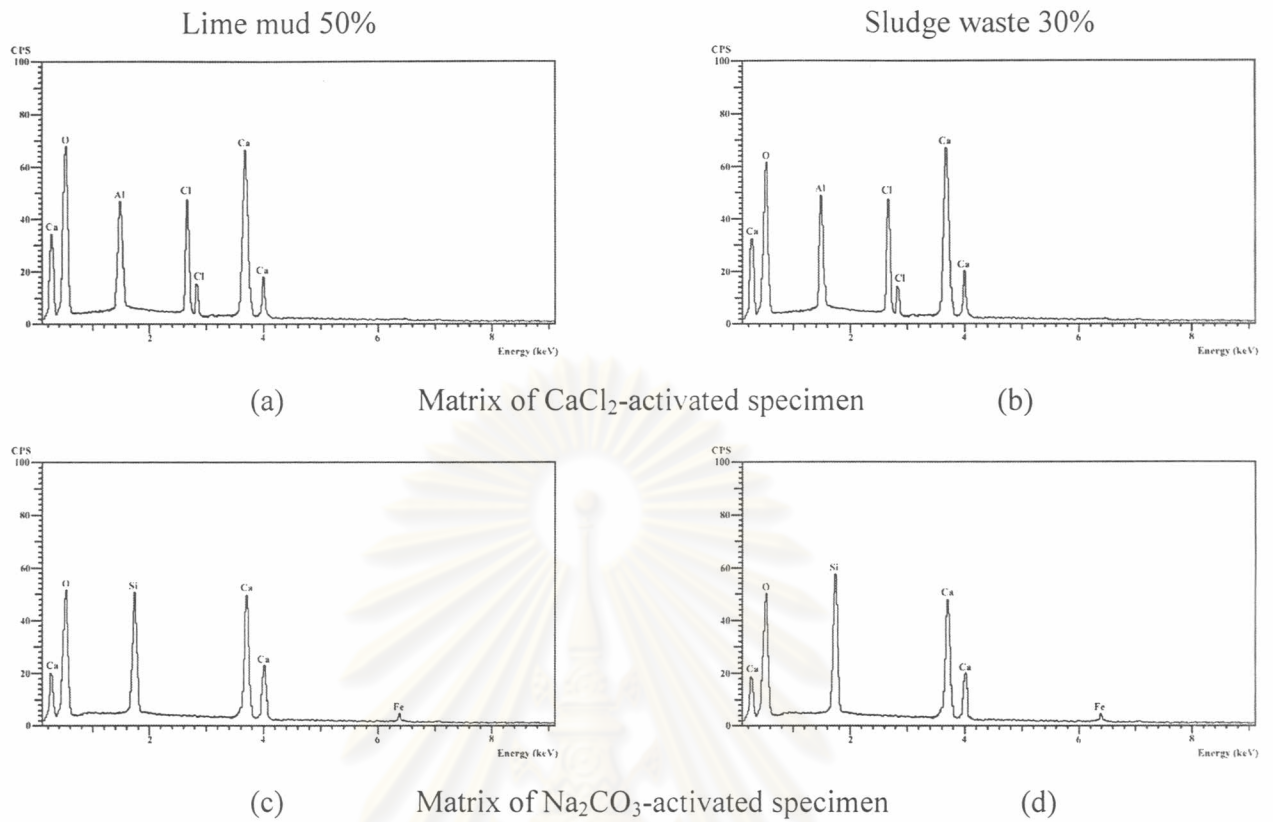 Lime mud 50%
Sludge waste 30%
CPS
100
80
60
40
20
0
Ca
O
Al
Cl
Cl
Ca
Ca
2
4
6
8
Energy (keV)
CPS
100
80
60
40
20
0
Ca
O
Al
Cl
Cl
Ca
Ca
2
4
6
8
Energy (keV)
(a) Matrix of CaCl₂-activated specimen (b)
CPS
100
80
60
40
20
0
Ca
O
Si
Ca
Ca
Fe
2
4
6
8
Energy (keV)
CPS
100
80
60
40
20
0
Ca
O
Si
Ca
Ca
Fe
2
4
6
8
Energy (keV)
(c) Matrix of Na₂CO₃-activated specimen (d)